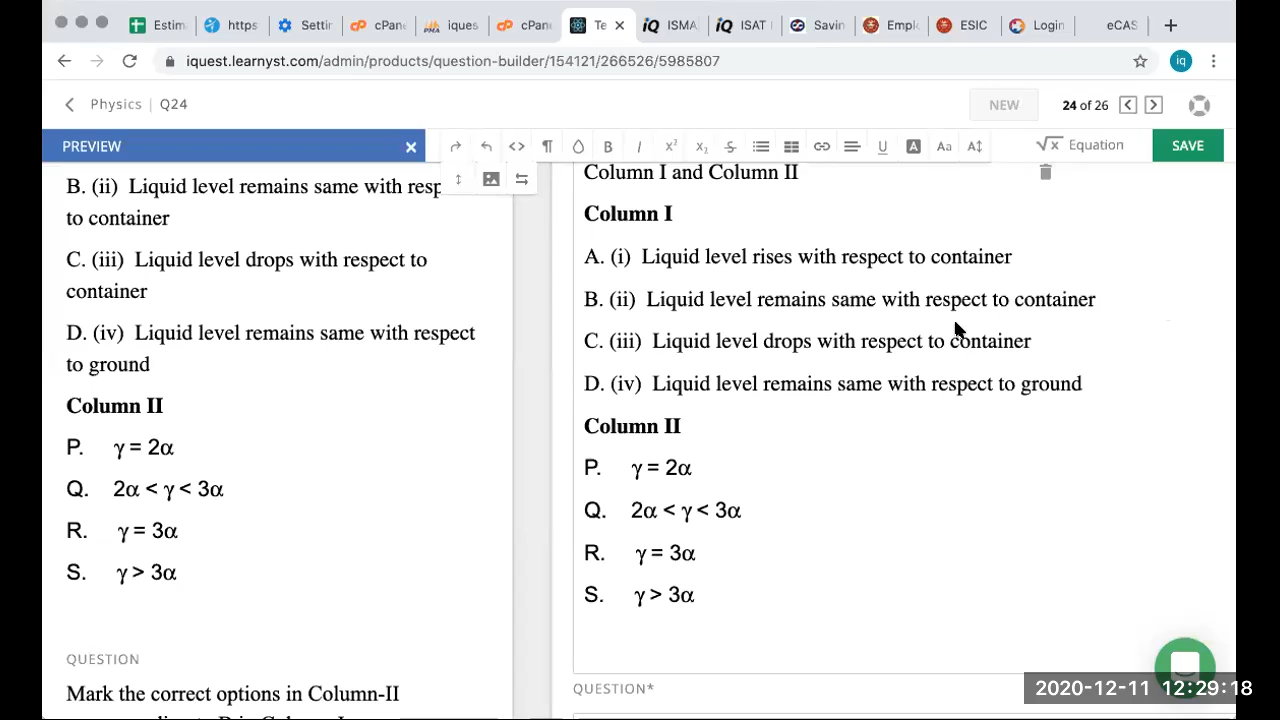 Estim
https
Settir
cPane
iques
cPane
Te
ISMA
ISAT I
Savin
Emplo
ESIC
Login
eCAS
iquest.learnyst.com/admin/products/question-builder/154121/266526/5985807
iq
Physics | Q24
NEW
24 of 26
PREVIEW
Equation
SAVE
B. (ii) Liquid level remains same with resp
to container
C. (iii) Liquid level drops with respect to
container
D. (iv) Liquid level remains same with respect
to ground
Column II
P. γ = 2α
Q. 2α < γ < 3α
R. γ = 3α
S. γ > 3α
QUESTION
Mark the correct options in Column-II
Column I and Column II
Column I
A. (i) Liquid level rises with respect to container
B. (ii) Liquid level remains same with respect to container
C. (iii) Liquid level drops with respect to container
D. (iv) Liquid level remains same with respect to ground
Column II
P. γ = 2α
Q. 2α < γ < 3α
R. γ = 3α
S. γ > 3α
QUESTION*
2020-12-11 12:29:18